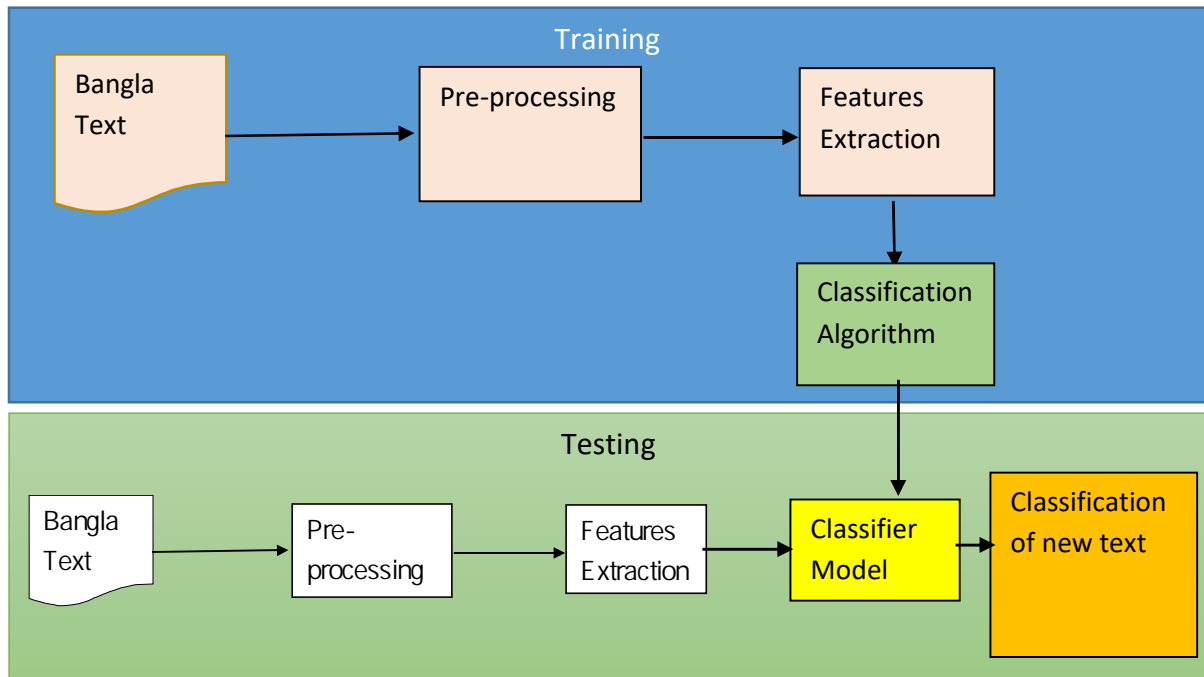 Training
Bangla
Text
Pre-processing
Features
Extraction
Classification
Algorithm
Testing
Bangla
Text
Pre-
processing
Features
Extraction
Classifier
Model
Classification
of new text